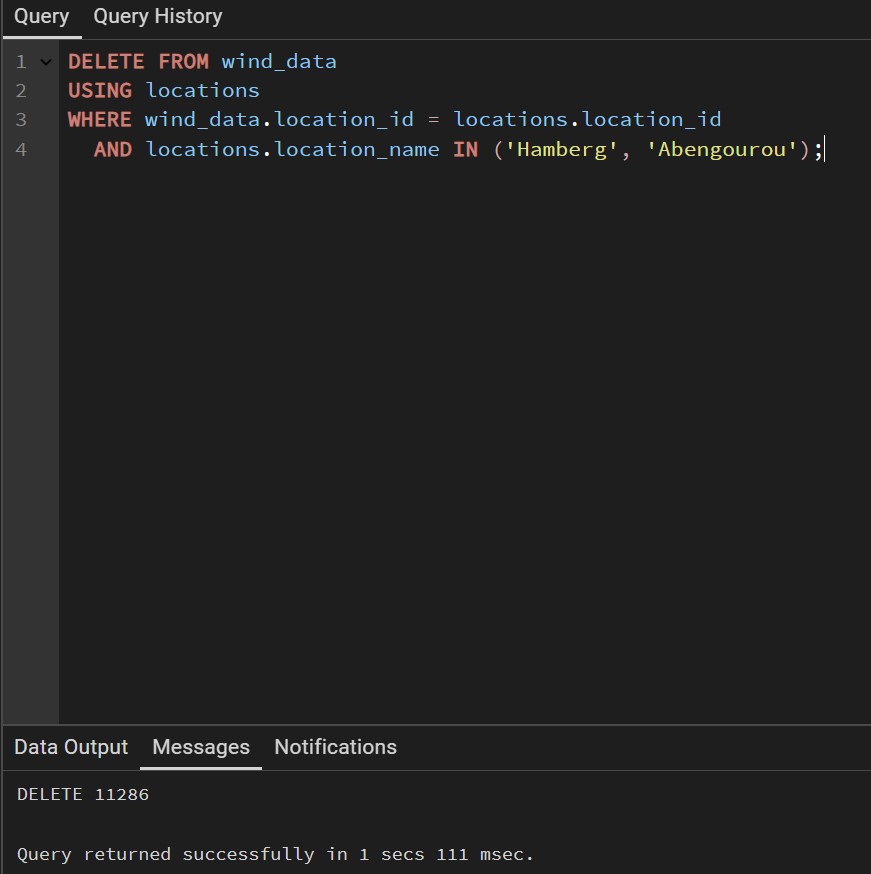 Query Query History
1 DELETE FROM wind_data
2 USING locations
3 WHERE wind_data.location_id = locations.location_id
4 AND locations.location_name IN ('Hamberg', 'Abengourou');
Data Output Messages Notifications
DELETE 11286
Query returned successfully in 1 secs 111 msec.